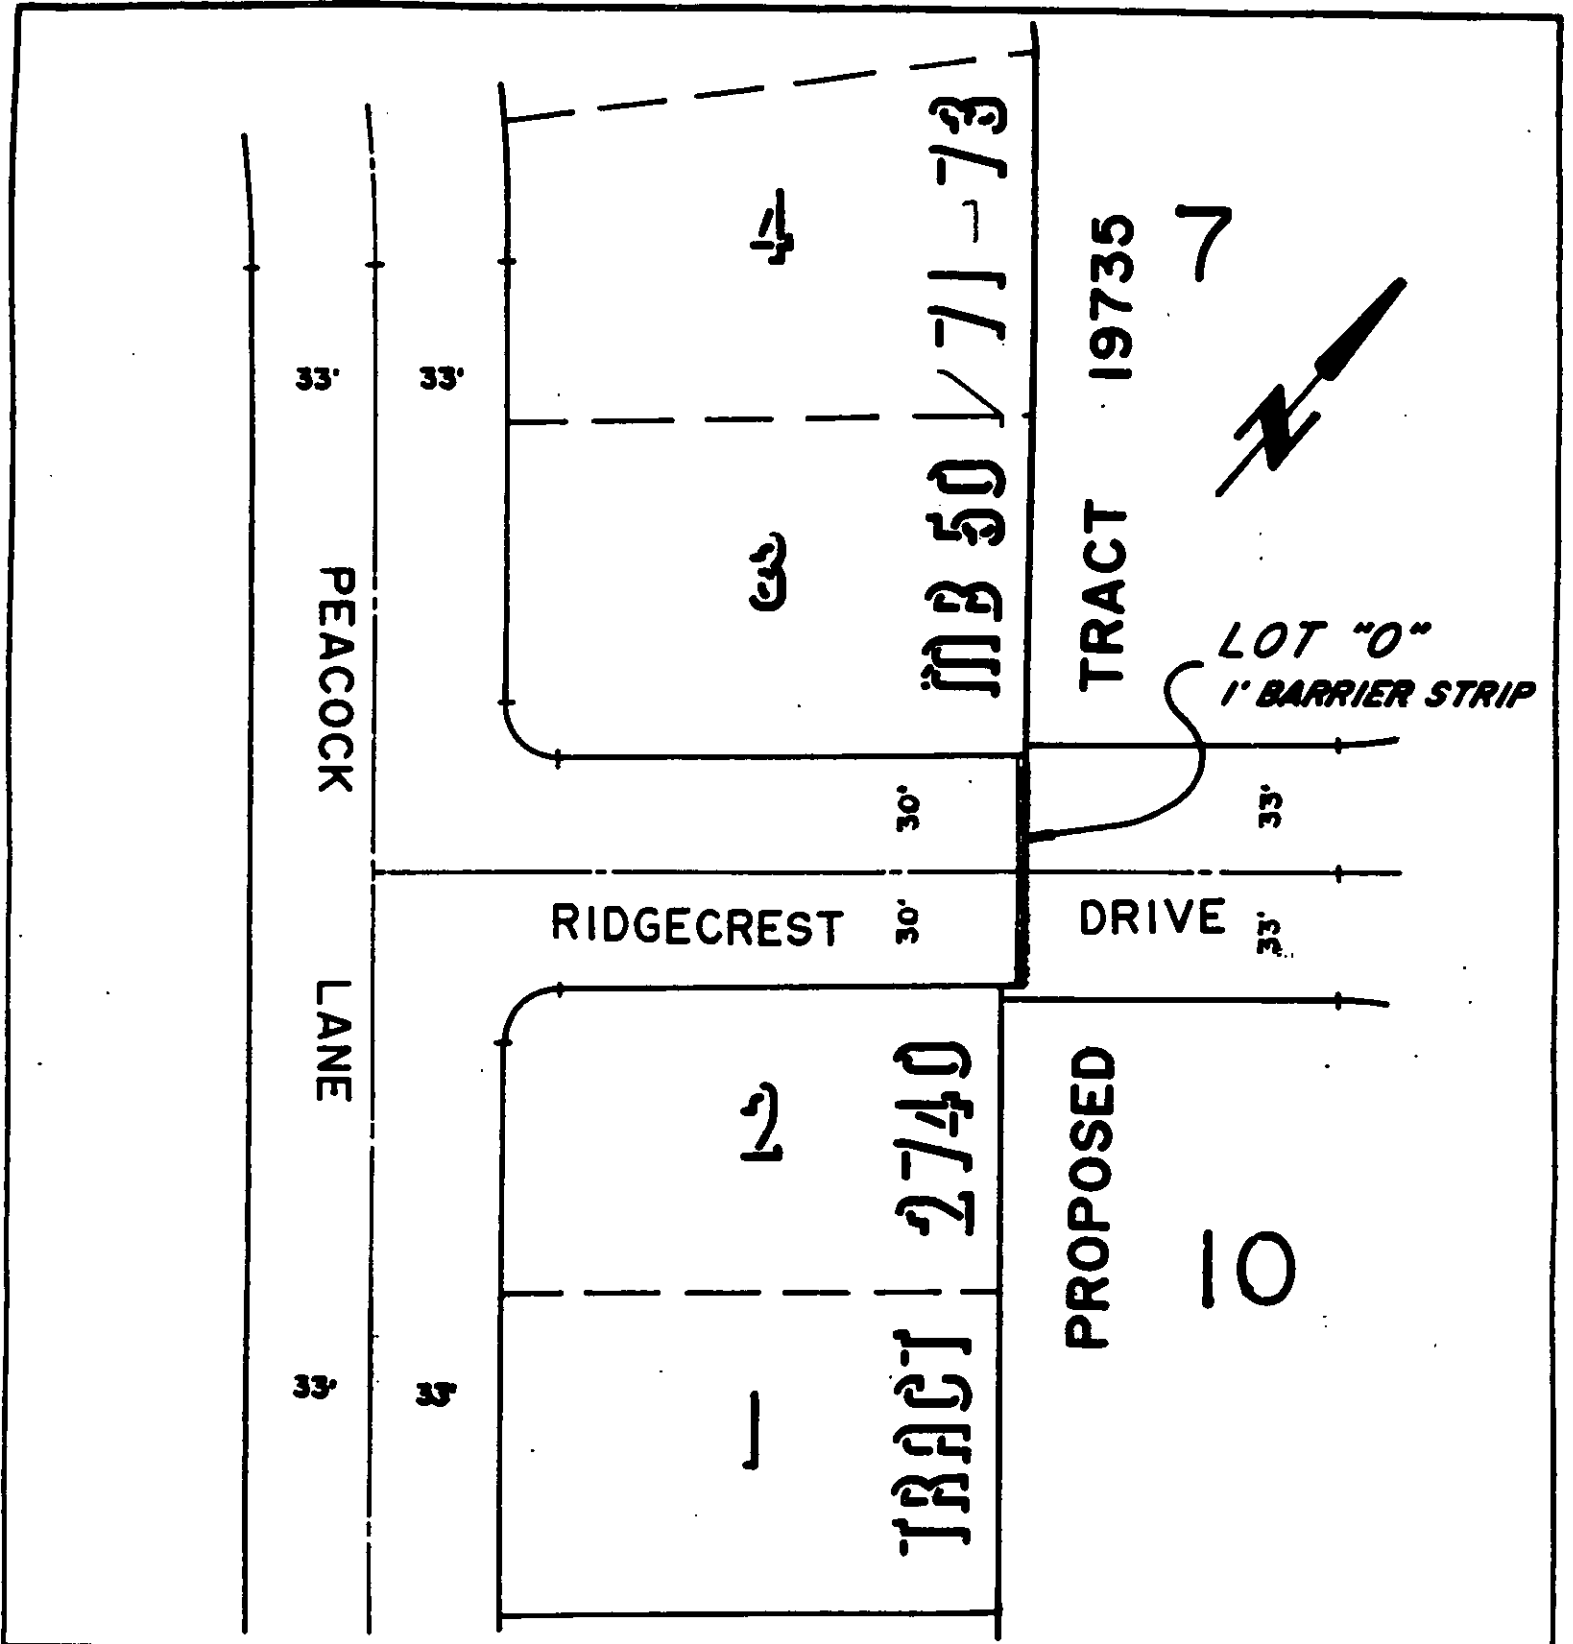 4
MB 50 / 71-73
3
33'
33'
PEACOCK LANE
PROPOSED TRACT 19735
7
N
LOT "O"
1' BARRIER STRIP
30'
33'
RIDGECREST DRIVE
30'
33'
2
TRACT 2740
10
33'
33'
1